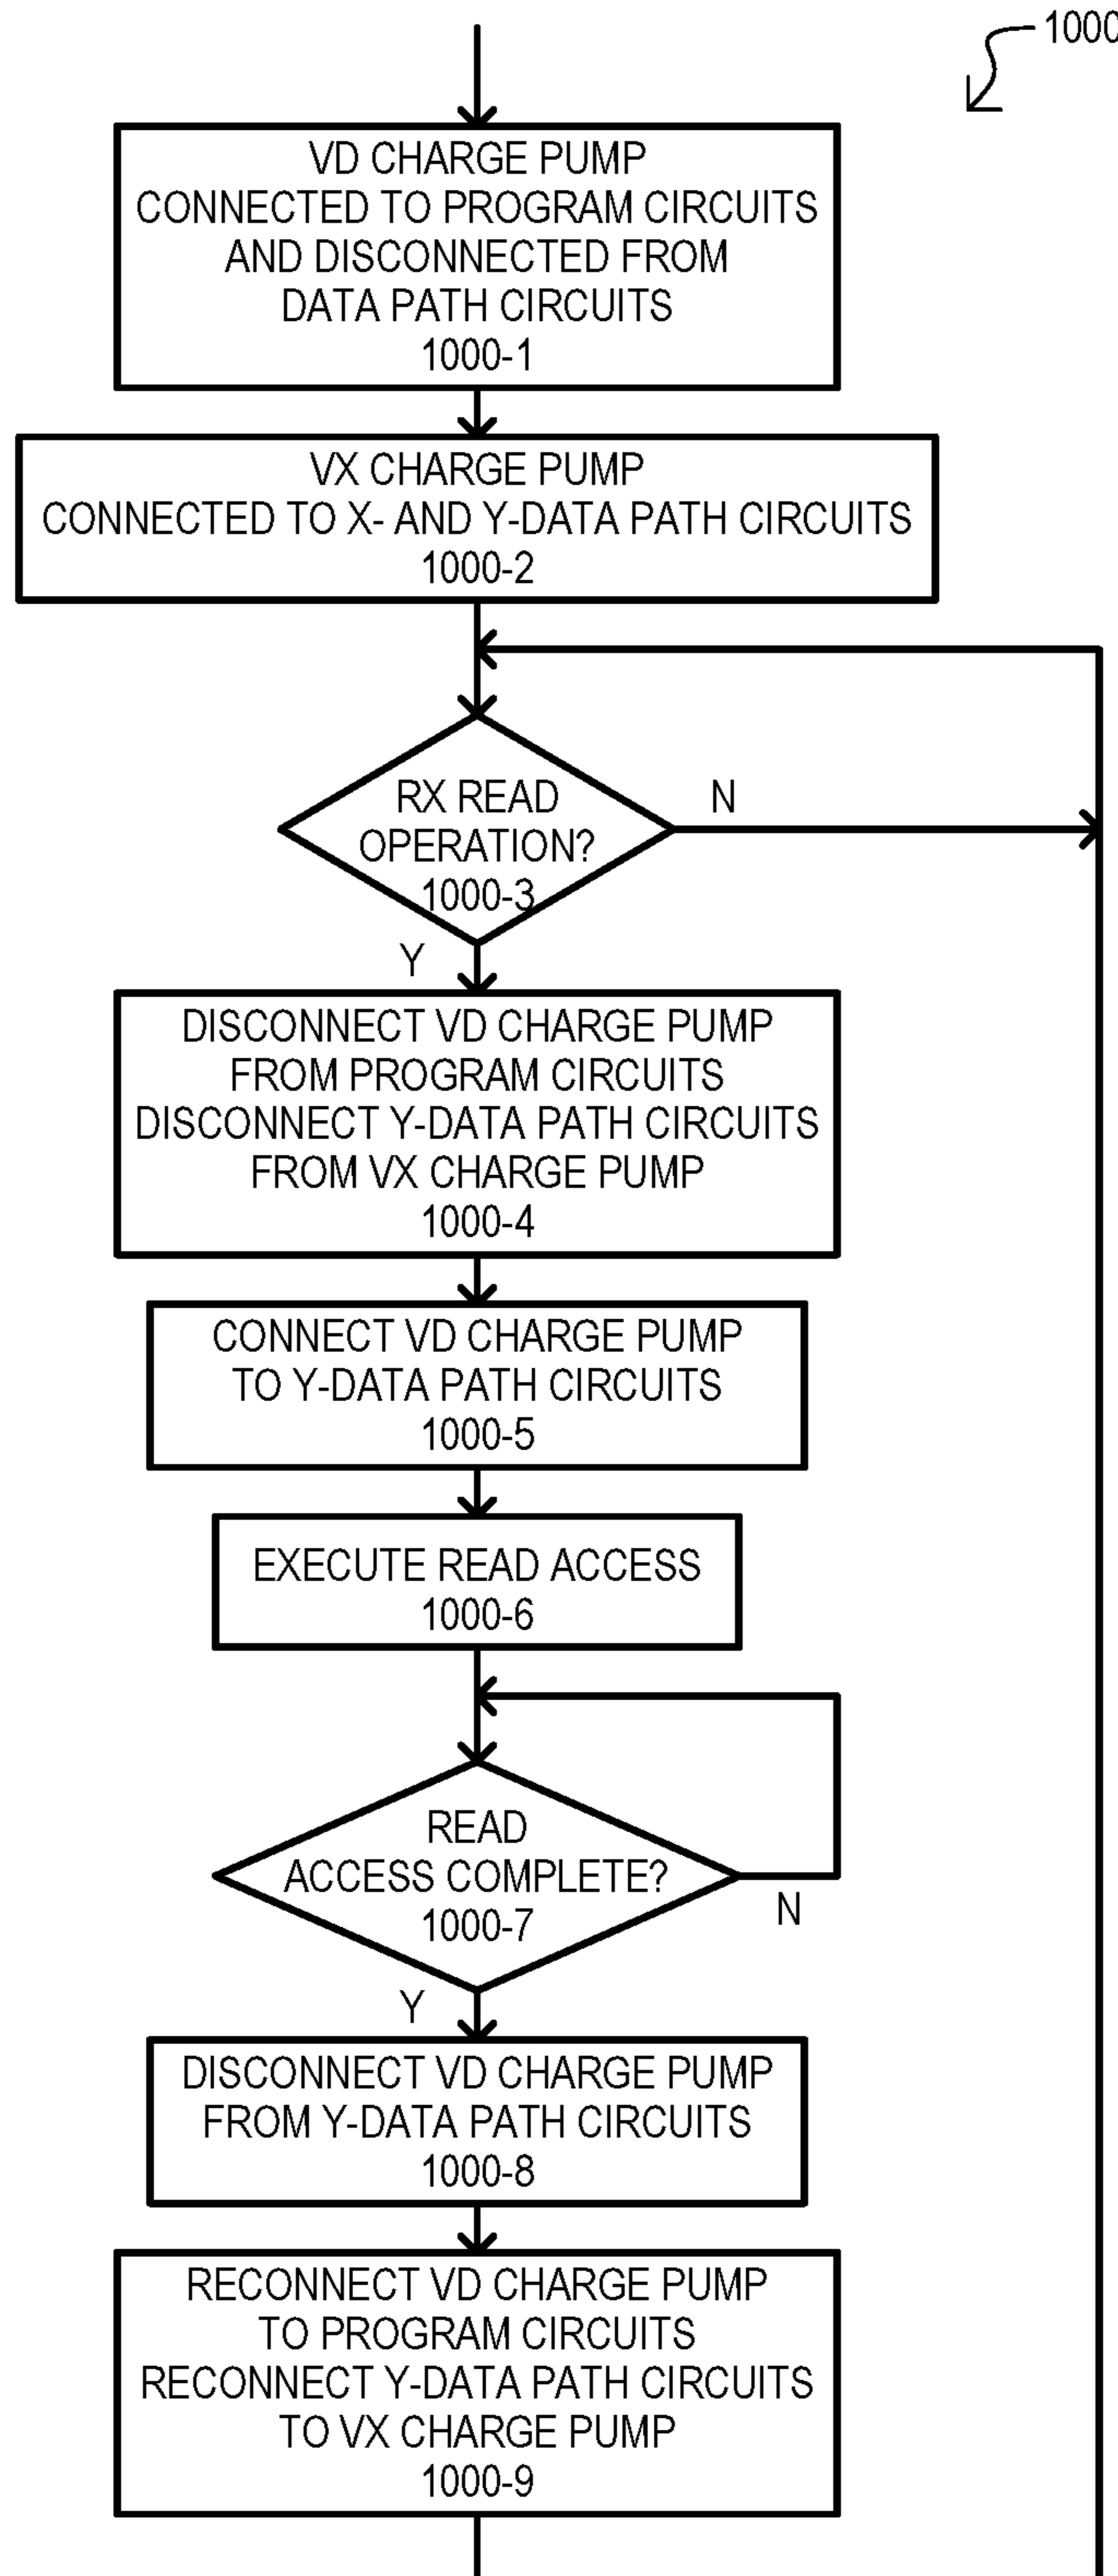 1000
VD CHARGE PUMP
CONNECTED TO PROGRAM CIRCUITS
AND DISCONNECTED FROM
DATA PATH CIRCUITS
1000-1
VX CHARGE PUMP
CONNECTED TO X- AND Y-DATA PATH CIRCUITS
1000-2
RX READ
OPERATION?
1000-3
N
Y
DISCONNECT VD CHARGE PUMP
FROM PROGRAM CIRCUITS
DISCONNECT Y-DATA PATH CIRCUITS
FROM VX CHARGE PUMP
1000-4
CONNECT VD CHARGE PUMP
TO Y-DATA PATH CIRCUITS
1000-5
EXECUTE READ ACCESS
1000-6
READ
ACCESS COMPLETE?
1000-7
N
Y
DISCONNECT VD CHARGE PUMP
FROM Y-DATA PATH CIRCUITS
1000-8
RECONNECT VD CHARGE PUMP
TO PROGRAM CIRCUITS
RECONNECT Y-DATA PATH CIRCUITS
TO VX CHARGE PUMP
1000-9